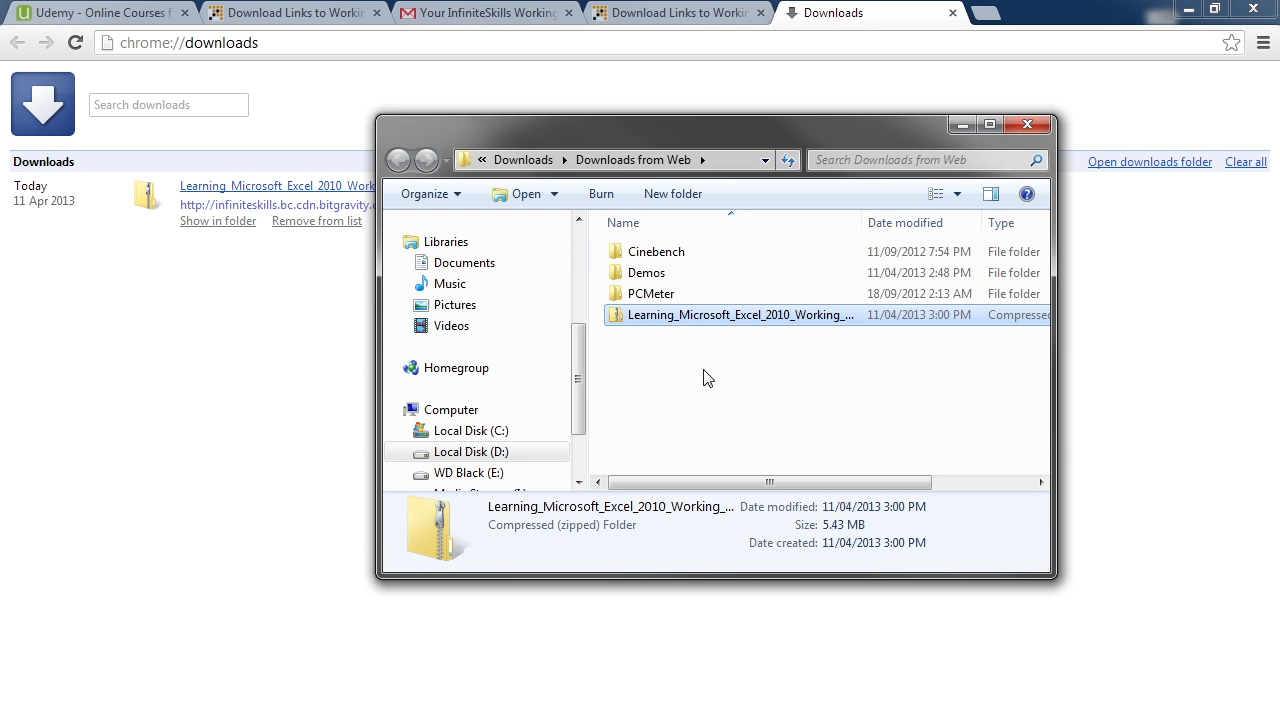 Udemy - Online Courses f
Download Links to Workin
Your InfiniteSkills Working
Download Links to Workin
Downloads
chrome://downloads
Search downloads
Downloads
Open downloads folder
Clear all
Today
11 Apr 2013
Learning_Microsoft_Excel_2010_Work
http://infiniteskills.bc.cdn.bitgravity.c
Show in folder
Remove from list
« Downloads Downloads from Web
Search Downloads from Web
Organize
Open
Burn
New folder
Libraries
Documents
Music
Pictures
Videos
Homegroup
Computer
Local Disk (C:)
Local Disk (D:)
WD Black (E:)
Name Date modified Type
Cinebench 11/09/2012 7:54 PM File folder
Demos 11/04/2013 2:48 PM File folder
PCMeter 18/09/2012 2:13 AM File folder
Learning_Microsoft_Excel_2010_Working_... 11/04/2013 3:00 PM Compressed
Learning_Microsoft_Excel_2010_Working_... Date modified: 11/04/2013 3:00 PM
Compressed (zipped) Folder Size: 5.43 MB
Date created: 11/04/2013 3:00 PM